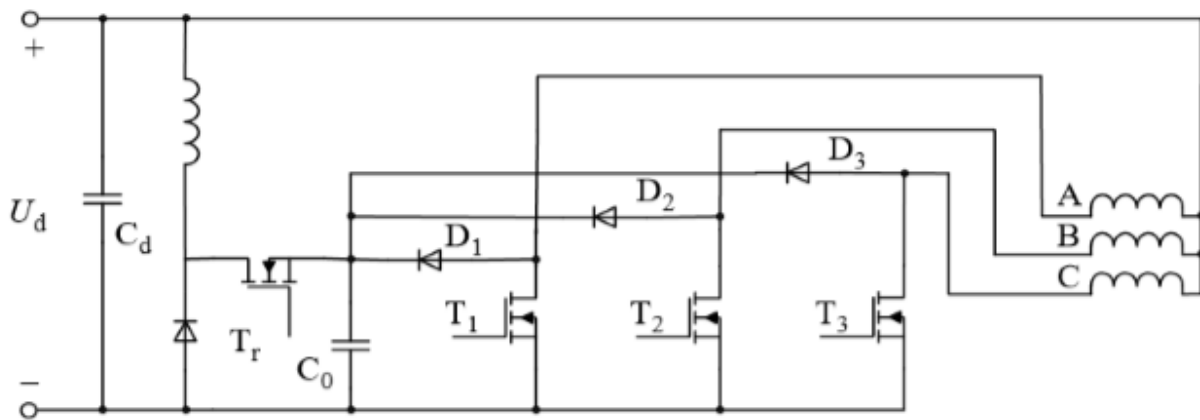 +
U_d
C_d
−
T_r
C_0
D_1
D_2
D_3
T_1
T_2
T_3
A
B
C